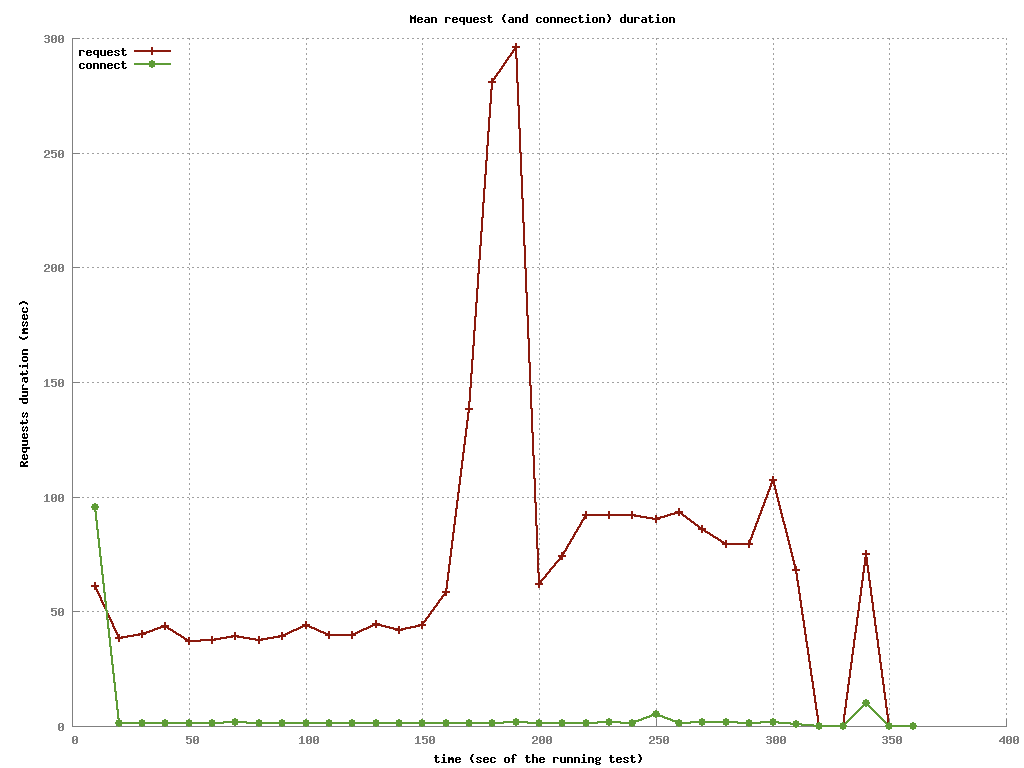 Mean request (and connection) duration
300
request
connect
250
200
150
100
50
0
Requests duration (msec)
0 50 100 150 200 250 300 350 400
time (sec of the running test)